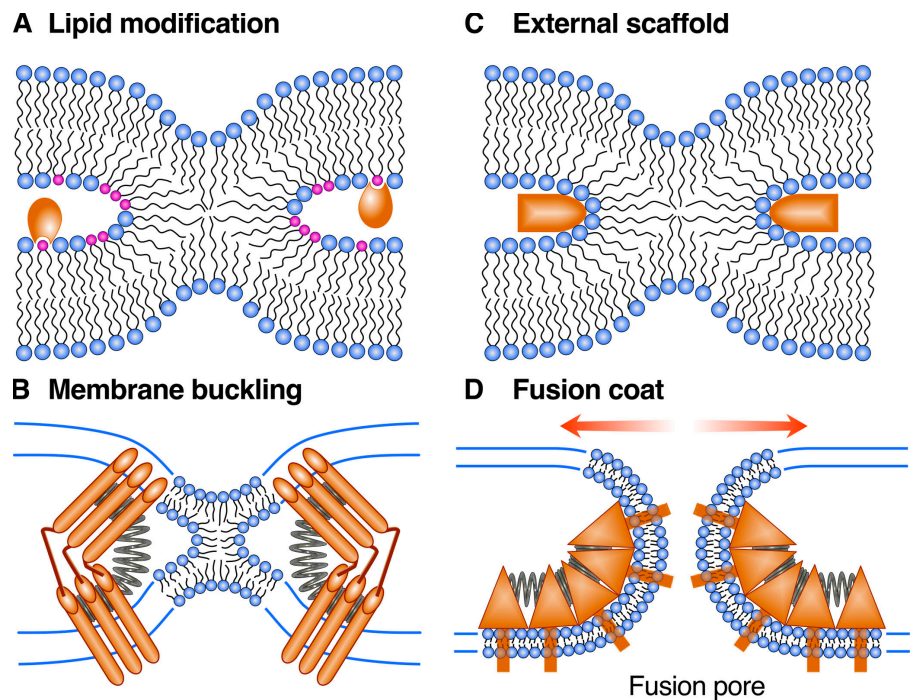 A Lipid modification
C External scaffold
B Membrane buckling
D Fusion coat
Fusion pore